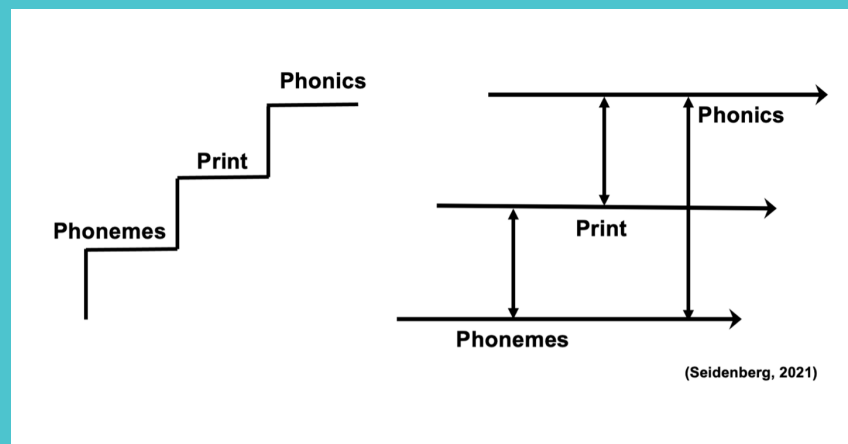 Phonics
Print
Phonemes
Phonics
Print
Phonemes
(Seidenberg, 2021)